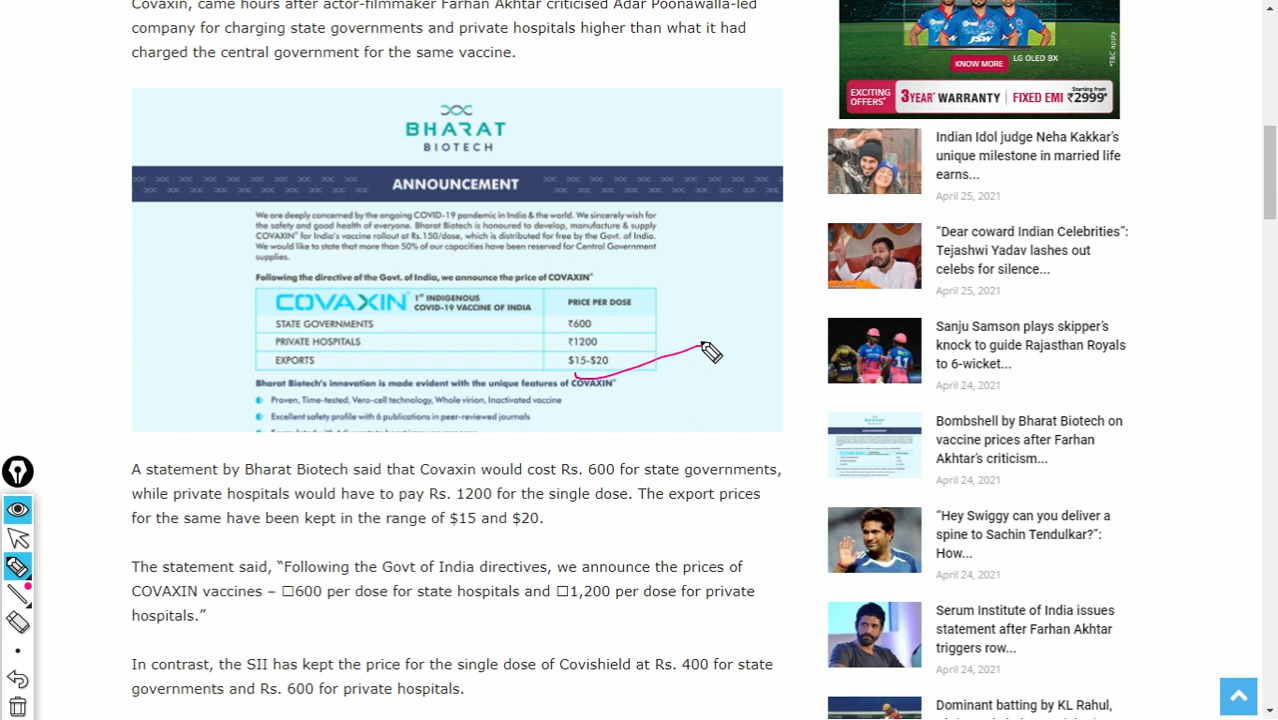 Covaxin, came hours after actor-filmmaker Farhan Akhtar criticised Adar Poonawalla-led
company for charging state governments and private hospitals higher than what it had
charged the central government for the same vaccine.
BHARAT
BIOTECH
ANNOUNCEMENT
We are deeply concerned by the ongoing COVID-19 pandemic in India & the world. We sincerely wish for
the safety and good health of everyone. Bharat Biotech is honoured to develop, manufacture & supply
COVAXIN® for India's vaccine rollout at Rs.150/dose, which is distributed for free by the Govt. of India.
We would like to state that more than 50% of our capacities have been reserved for Central Government
supplies.
Following the directive of the Govt. of India, we announce the price of COVAXIN®
COVAXIN® 1ST INDIGENOUS COVID-19 VACCINE OF INDIA PRICE PER DOSE
STATE GOVERNMENTS ₹600
PRIVATE HOSPITALS ₹1200
EXPORTS $15-$20
Bharat Biotech's innovation is made evident with the unique features of COVAXIN®
Proven, Time-tested, Vero-cell technology, Whole virion, Inactivated vaccine
Excellent safety profile with 6 publications in peer-reviewed journals
A statement by Bharat Biotech said that Covaxin would cost Rs. 600 for state governments,
while private hospitals would have to pay Rs. 1200 for the single dose. The export prices
for the same have been kept in the range of $15 and $20.
The statement said, “Following the Govt of India directives, we announce the prices of
COVAXIN vaccines – □600 per dose for state hospitals and □1,200 per dose for private
hospitals.”
In contrast, the SII has kept the price for the single dose of Covishield at Rs. 400 for state
governments and Rs. 600 for private hospitals.
JSW
KNOW MORE
LG OLED 8X
*T&C apply
EXCITING
OFFERS*
3 YEAR* WARRANTY | FIXED EMI Starting from ₹2999*
Indian Idol judge Neha Kakkar’s
unique milestone in married life
earns...
April 25, 2021
“Dear coward Indian Celebrities”:
Tejashwi Yadav lashes out
celebs for silence...
April 25, 2021
Sanju Samson plays skipper’s
knock to guide Rajasthan Royals
to 6-wicket...
April 24, 2021
Bombshell by Bharat Biotech on
vaccine prices after Farhan
Akhtar’s criticism...
April 24, 2021
“Hey Swiggy can you deliver a
spine to Sachin Tendulkar?”:
How...
April 24, 2021
Serum Institute of India issues
statement after Farhan Akhtar
triggers row...
April 24, 2021
Dominant batting by KL Rahul,